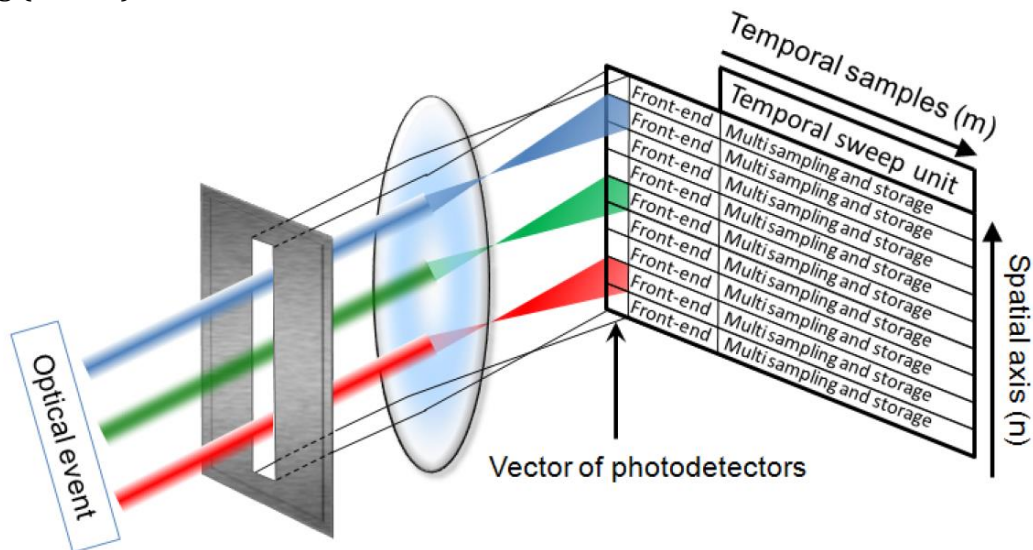 Temporal samples (m)
Temporal sweep unit
Front-end Multi sampling and storage
Front-end Multi sampling and storage
Front-end Multi sampling and storage
Front-end Multi sampling and storage
Front-end Multi sampling and storage
Front-end Multi sampling and storage
Front-end Multi sampling and storage
Front-end Multi sampling and storage
Front-end Multi sampling and storage
Spatial axis (n)
Optical event
Vector of photodetectors